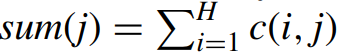 sum(j) = ∑_{i=1}^{H} c(i, j)